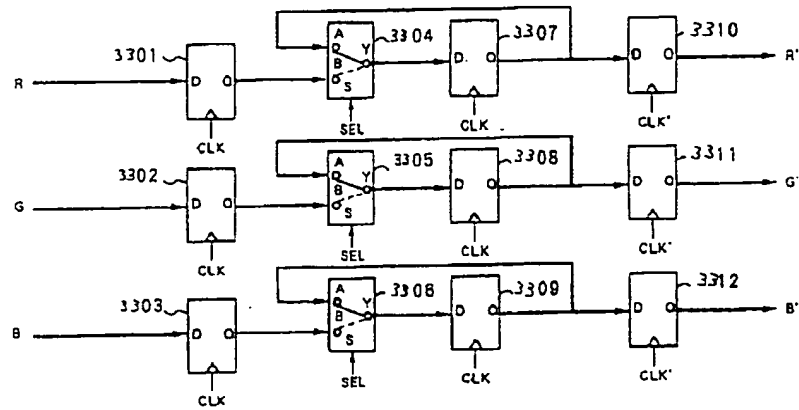 3301 3304 3307 3310
A
B Y
S
R D Q D Q D Q R'
CLK SEL CLK CLK'
3302 3305 3308 3311
A
B Y
S
G D Q D Q D Q G'
CLK SEL CLK CLK'
3303 3308 3309 3312
A
B Y
S
B D Q D Q D Q B'
CLK SEL CLK CLK'